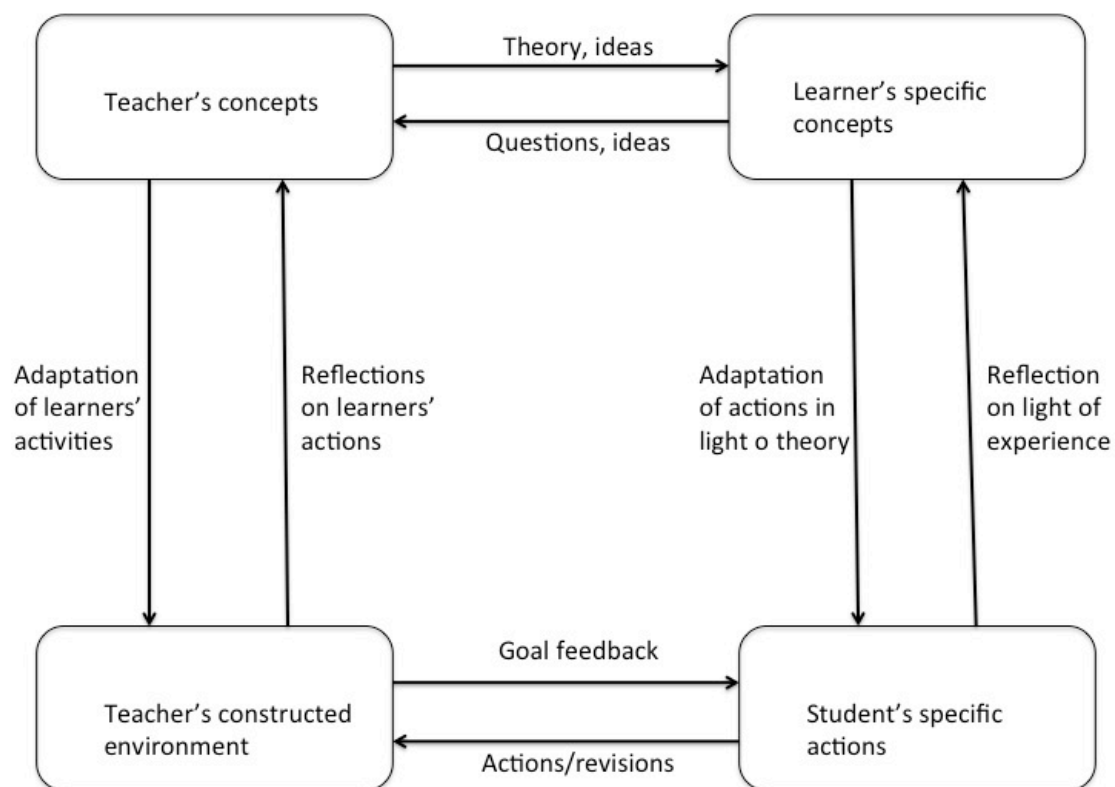 Theory, ideas
Teacher’s concepts
Learner’s specific
concepts
Questions, ideas
Adaptation
of learners’
activities
Reflections
on learners’
actions
Adaptation
of actions in
light o theory
Reflection
on light of
experience
Goal feedback
Teacher’s constructed
environment
Student’s specific
actions
Actions/revisions